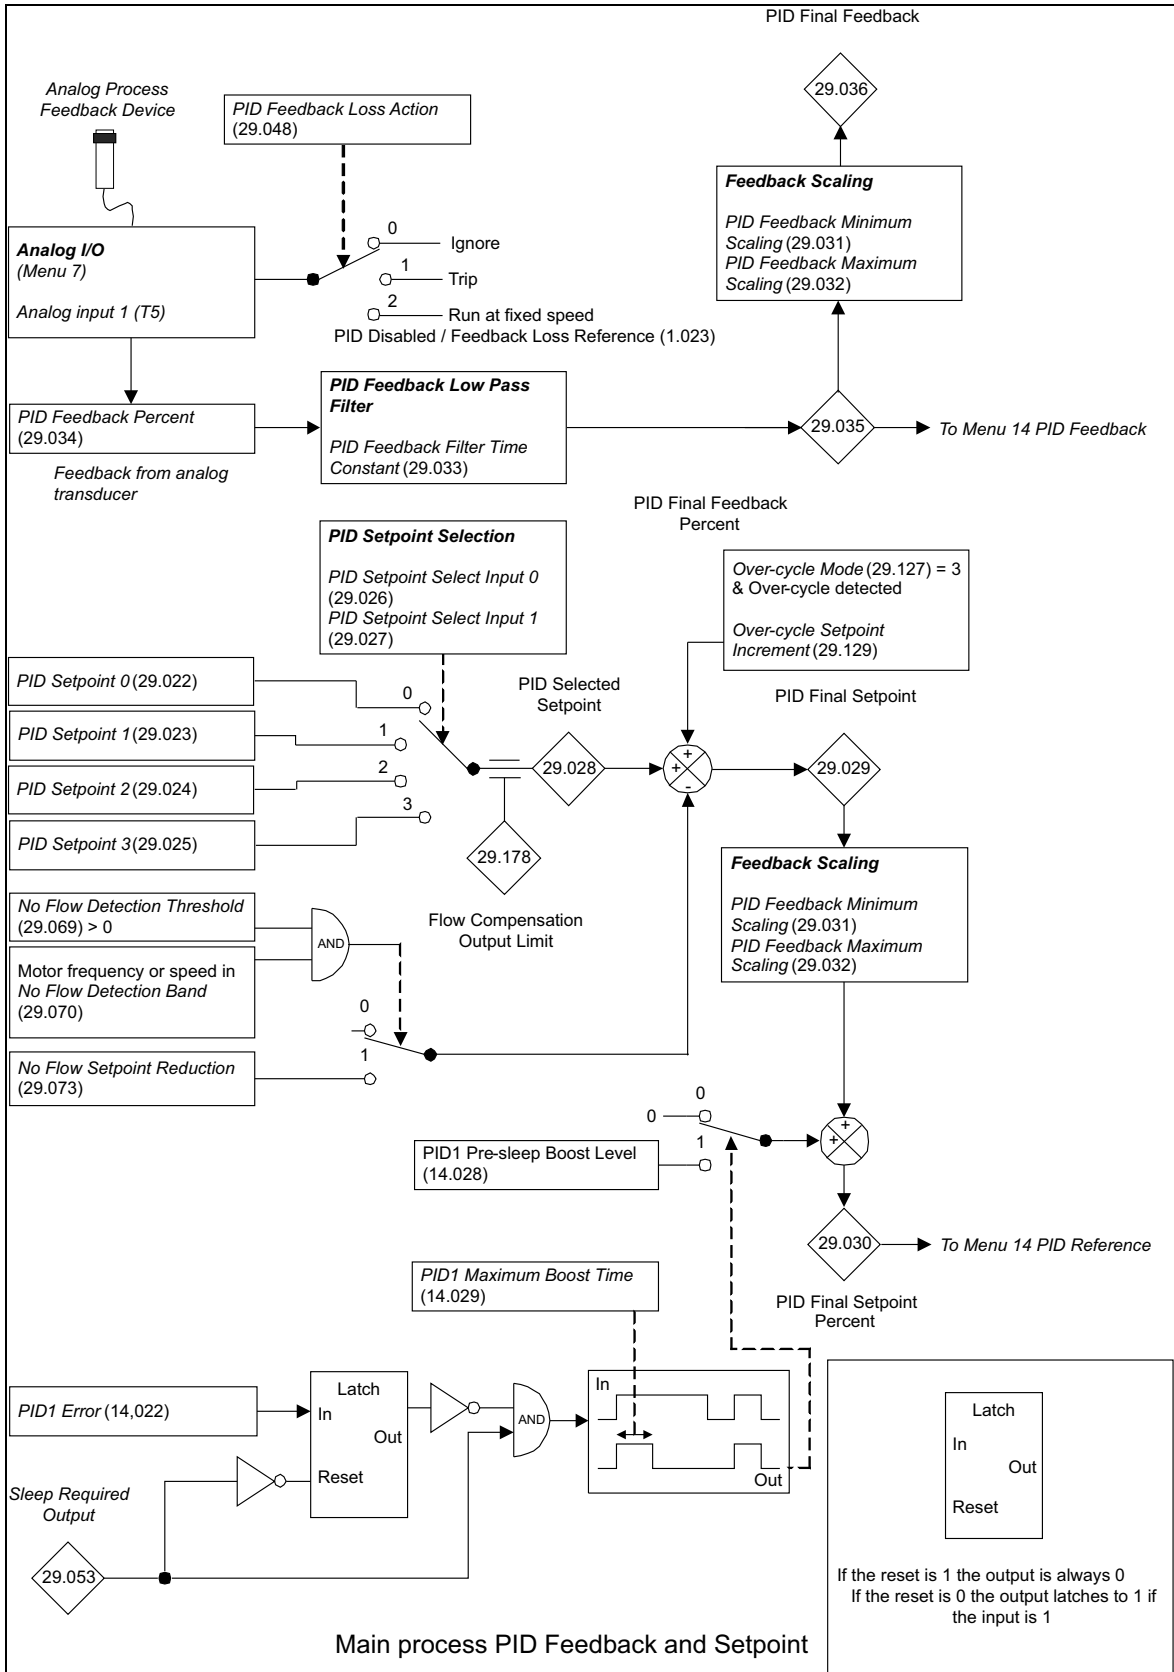 PID Final Feedback
29.036
Analog Process
Feedback Device
PID Feedback Loss Action
(29.048)
Feedback Scaling
PID Feedback Minimum
Scaling (29.031)
PID Feedback Maximum
Scaling (29.032)
Analog I/O
(Menu 7)
Analog input 1 (T5)
0
Ignore
1
Trip
2
Run at fixed speed
PID Disabled / Feedback Loss Reference (1.023)
PID Feedback Percent
(29.034)
Feedback from analog
transducer
PID Feedback Low Pass
Filter
PID Feedback Filter Time
Constant (29.033)
29.035
To Menu 14 PID Feedback
PID Final Feedback
Percent
PID Setpoint Selection
PID Setpoint Select Input 0
(29.026)
PID Setpoint Select Input 1
(29.027)
Over-cycle Mode (29.127) = 3
& Over-cycle detected
Over-cycle Setpoint
Increment (29.129)
PID Setpoint 0 (29.022)
PID Setpoint 1 (29.023)
PID Setpoint 2 (29.024)
PID Setpoint 3 (29.025)
0
1
2
3
PID Selected
Setpoint
29.028
29.178
Flow Compensation
Output Limit
+
+
-
PID Final Setpoint
29.029
Feedback Scaling
PID Feedback Minimum
Scaling (29.031)
PID Feedback Maximum
Scaling (29.032)
No Flow Detection Threshold
(29.069) > 0
Motor frequency or speed in
No Flow Detection Band
(29.070)
AND
No Flow Setpoint Reduction
(29.073)
0
1
0
0
1
PID1 Pre-sleep Boost Level
(14.028)
+
+
29.030
To Menu 14 PID Reference
PID Final Setpoint
Percent
PID1 Maximum Boost Time
(14.029)
PID1 Error (14,022)
Latch
In
Out
Reset
AND
In
Out
Sleep Required
Output
29.053
Latch
In
Out
Reset
If the reset is 1 the output is always 0
If the reset is 0 the output latches to 1 if
the input is 1
Main process PID Feedback and Setpoint